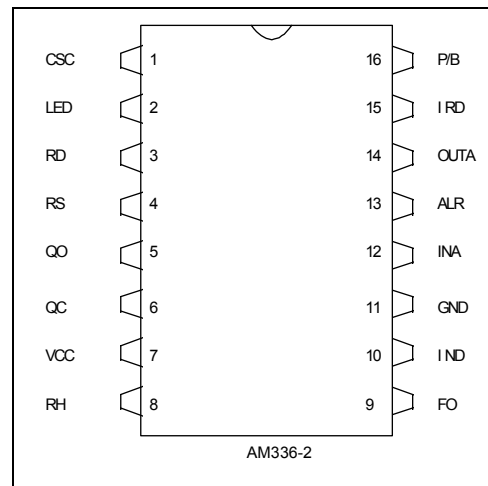 CSC 1 16 P/B
LED 2 15 IRD
RD 3 14 OUTA
RS 4 13 ALR
QO 5 12 INA
QC 6 11 GND
VCC 7 10 IND
RH 8 9 FO
AM336-2